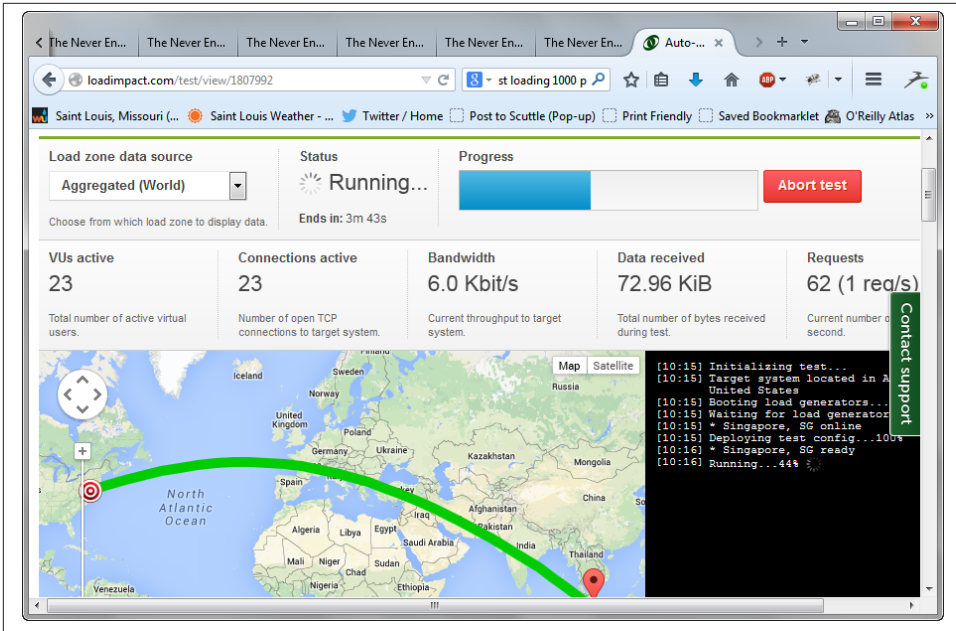 The Never En... The Never En... The Never En... The Never En... The Never En... The Never En... Auto-...
loadimpact.com/test/view/1807992 8 st loading 1000 p ABP
Saint Louis, Missouri (... Saint Louis Weather - ... Twitter / Home Post to Scuttle (Pop-up) Print Friendly Saved Bookmarklet O'Reilly Atlas »
Load zone data source Status Progress
Aggregated (World) Running... Abort test
Choose from which load zone to display data. Ends in: 3m 43s
VUs active Connections active Bandwidth Data received Requests
23 23 6.0 Kbit/s 72.96 KiB 62 (1 req/s)
Total number of active virtual Number of open TCP Current throughput to target Total number of bytes received Current number
users. connections to target system. system. during test. second.
Contact support
Map Satellite
Finland
Iceland Sweden
Russia
Norway
United
Kingdom
Poland
Germany Ukraine
Kazakhstan
Mongolia
Spain
North
Atlantic
Ocean
China
Afghanistan
Iraq
Pakistan
Algeria Libya Egypt
Saudi Arabia
India
Thailand
Mali Niger
Chad Sudan
Nigeria
Ethiopia
Venezuela
[10:15] Initializing test...
[10:15] Target system located in A
United States
[10:15] Booting load generators...
[10:15] Waiting for load generator
[10:15] * Singapore, SG online
[10:15] Deploying test config...100%
[10:16] * Singapore, SG ready
[10:16] Running...44%